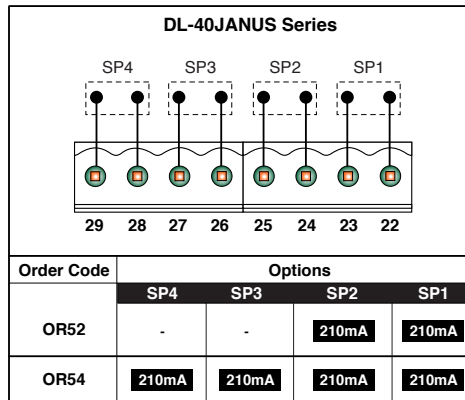 DL-40JANUS Series
SP4 SP3 SP2 SP1
29 28 27 26 25 24 23 22
Order Code Options
SP4 SP3 SP2 SP1
OR52 - - 210mA 210mA
OR54 210mA 210mA 210mA 210mA